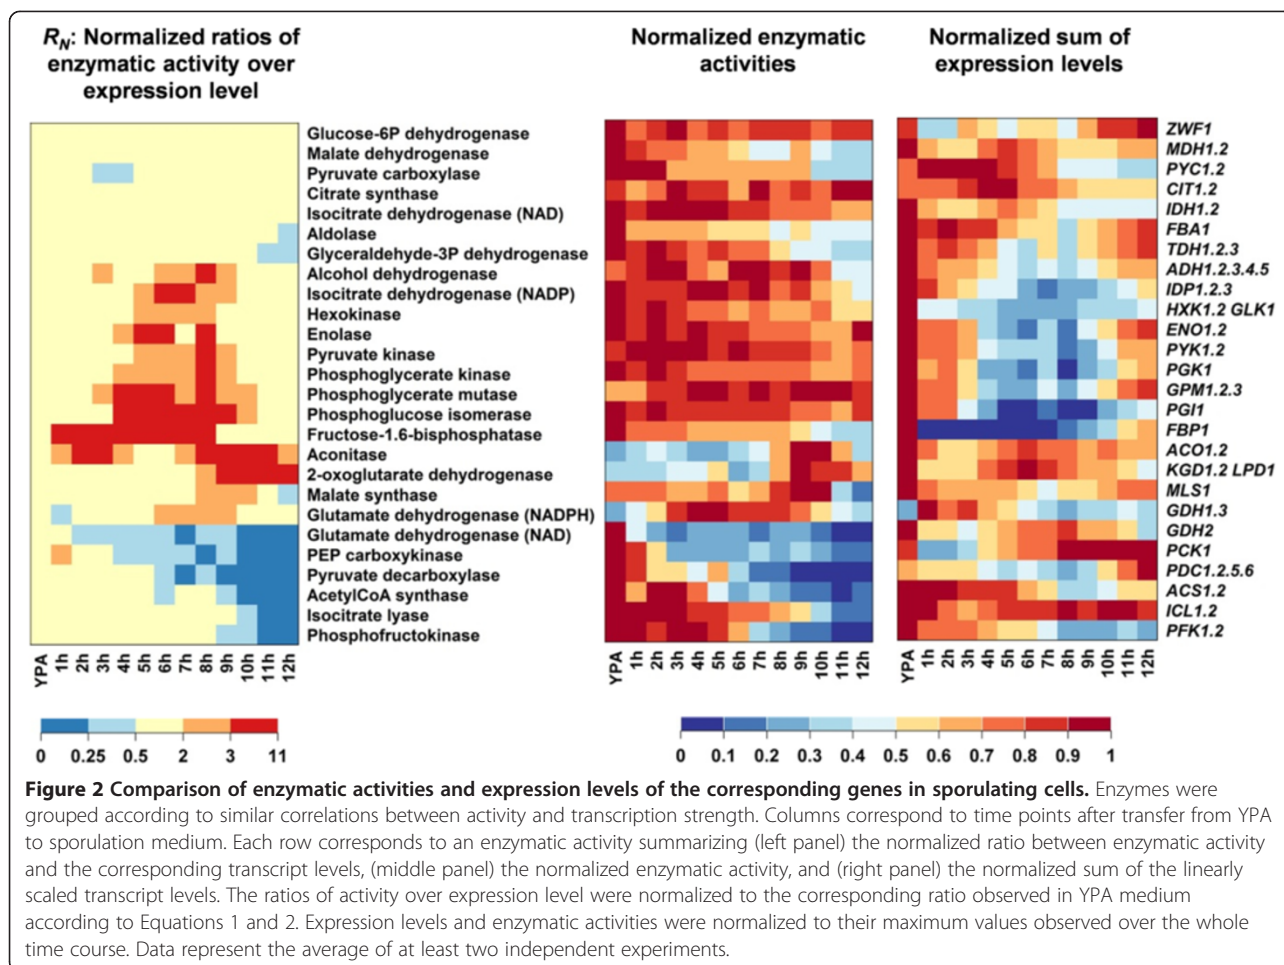 R_N: Normalized ratios of
enzymatic activity over
expression level
Normalized enzymatic
activities
Normalized sum of
expression levels
Glucose-6P dehydrogenase
Malate dehydrogenase
Pyruvate carboxylase
Citrate synthase
Isocitrate dehydrogenase (NAD)
Aldolase
Glyceraldehyde-3P dehydrogenase
Alcohol dehydrogenase
Isocitrate dehydrogenase (NADP)
Hexokinase
Enolase
Pyruvate kinase
Phosphoglycerate kinase
Phosphoglycerate mutase
Phosphoglucose isomerase
Fructose-1.6-bisphosphatase
Aconitase
2-oxoglutarate dehydrogenase
Malate synthase
Glutamate dehydrogenase (NADPH)
Glutamate dehydrogenase (NAD)
PEP carboxykinase
Pyruvate decarboxylase
AcetylCoA synthase
Isocitrate lyase
Phosphofructokinase
ZWF1
MDH1.2
PYC1.2
CIT1.2
IDH1.2
FBA1
TDH1.2.3
ADH1.2.3.4.5
IDP1.2.3
HXK1.2 GLK1
ENO1.2
PYK1.2
PGK1
GPM1.2.3
PGI1
FBP1
ACO1.2
KGD1.2 LPD1
MLS1
GDH1.3
GDH2
PCK1
PDC1.2.5.6
ACS1.2
ICL1.2
PFK1.2
YPA 1h 2h 3h 4h 5h 6h 7h 8h 9h 10h 11h 12h
YPA 1h 2h 3h 4h 5h 6h 7h 8h 9h 10h 11h 12h
YPA 1h 2h 3h 4h 5h 6h 7h 8h 9h 10h 11h 12h
0 0.25 0.5 2 3 11
0 0.1 0.2 0.3 0.4 0.5 0.6 0.7 0.8 0.9 1
Figure 2 Comparison of enzymatic activities and expression levels of the corresponding genes in sporulating cells. Enzymes were
grouped according to similar correlations between activity and transcription strength. Columns correspond to time points after transfer from YPA
to sporulation medium. Each row corresponds to an enzymatic activity summarizing (left panel) the normalized ratio between enzymatic activity
and the corresponding transcript levels, (middle panel) the normalized enzymatic activity, and (right panel) the normalized sum of the linearly
scaled transcript levels. The ratios of activity over expression level were normalized to the corresponding ratio observed in YPA medium
according to Equations 1 and 2. Expression levels and enzymatic activities were normalized to their maximum values observed over the whole
time course. Data represent the average of at least two independent experiments.